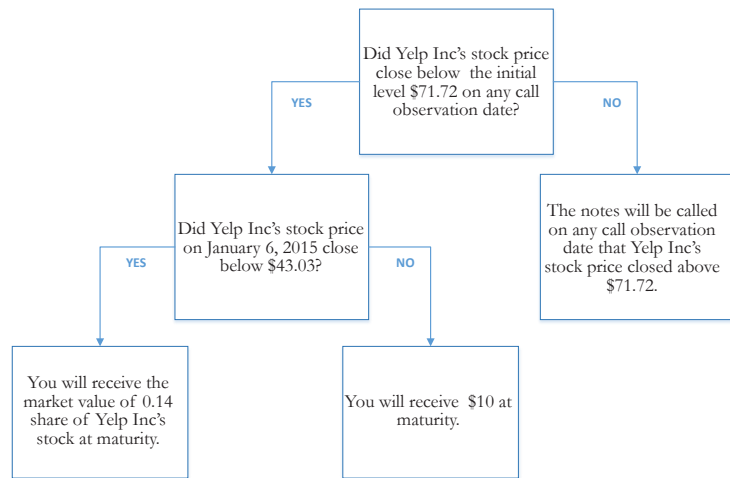 Did Yelp Inc's stock price
close below the initial
level $71.72 on any call
observation date?
YES
NO
Did Yelp Inc's stock price
on January 6, 2015 close
below $43.03?
The notes will be called
on any call observation
date that Yelp Inc's
stock price closed above
$71.72.
YES
NO
You will receive the
market value of 0.14
share of Yelp Inc's
stock at maturity.
You will receive $10 at
maturity.